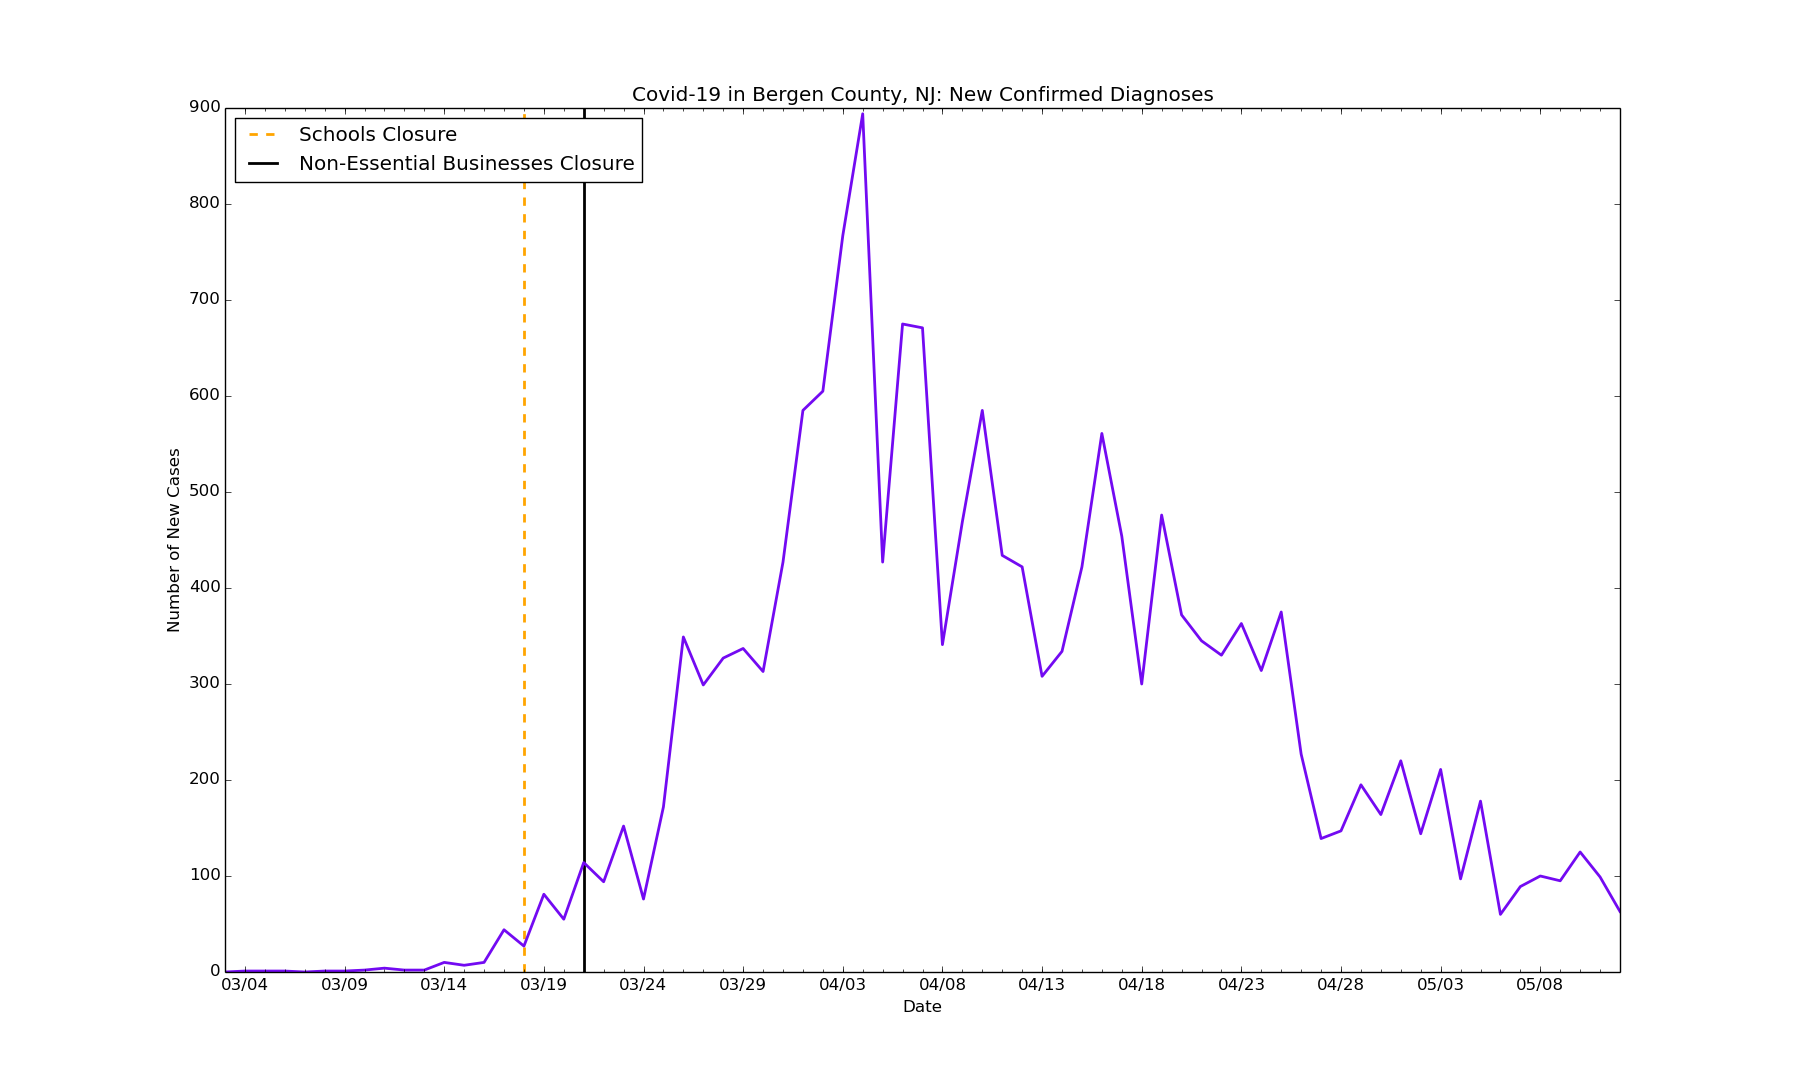 Covid-19 in Bergen County, NJ: New Confirmed Diagnoses
Schools Closure
Non-Essential Businesses Closure
Number of New Cases
900
800
700
600
500
400
300
200
100
0
03/04 03/09 03/14 03/19 03/24 03/29 04/03 04/08 04/13 04/18 04/23 04/28 05/03 05/08
Date